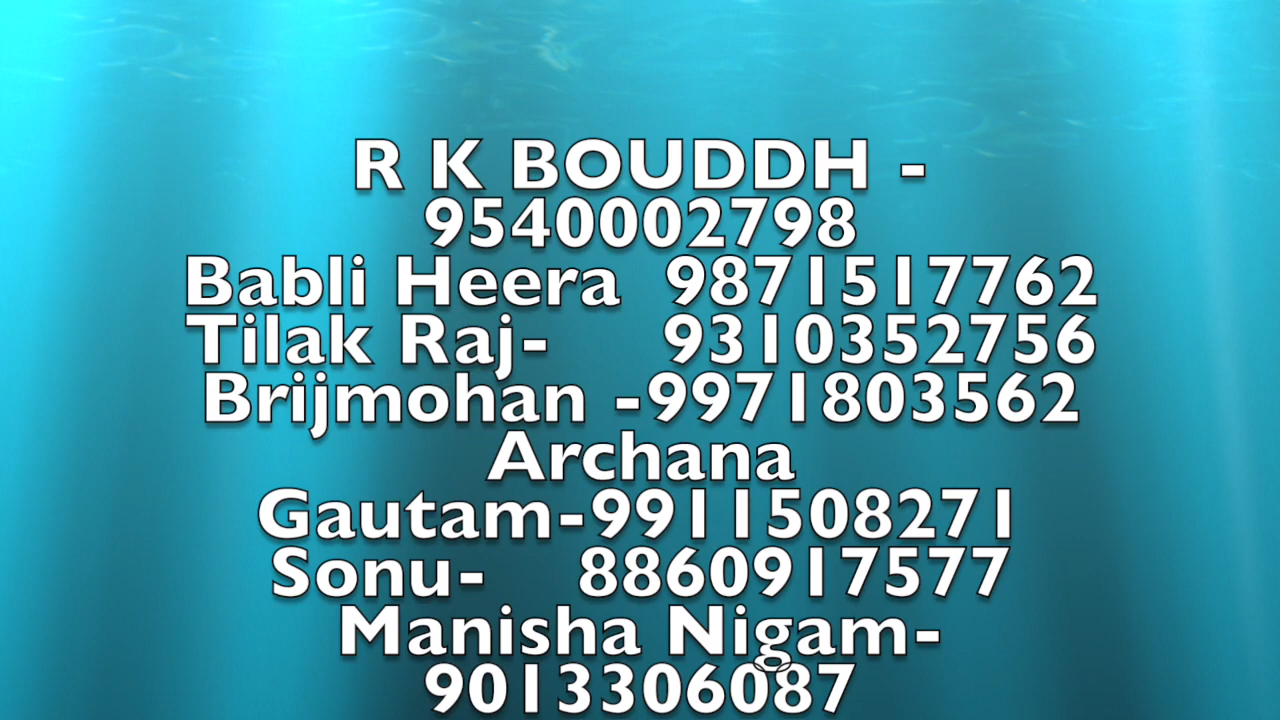 R K BOUDDH -
9540002798
Babli Heera 9871517762
Tilak Raj- 9310352756
Brijmohan -9971803562
Archana
Gautam-9911508271
Sonu- 8860917577
Manisha Nigam-
9013306087